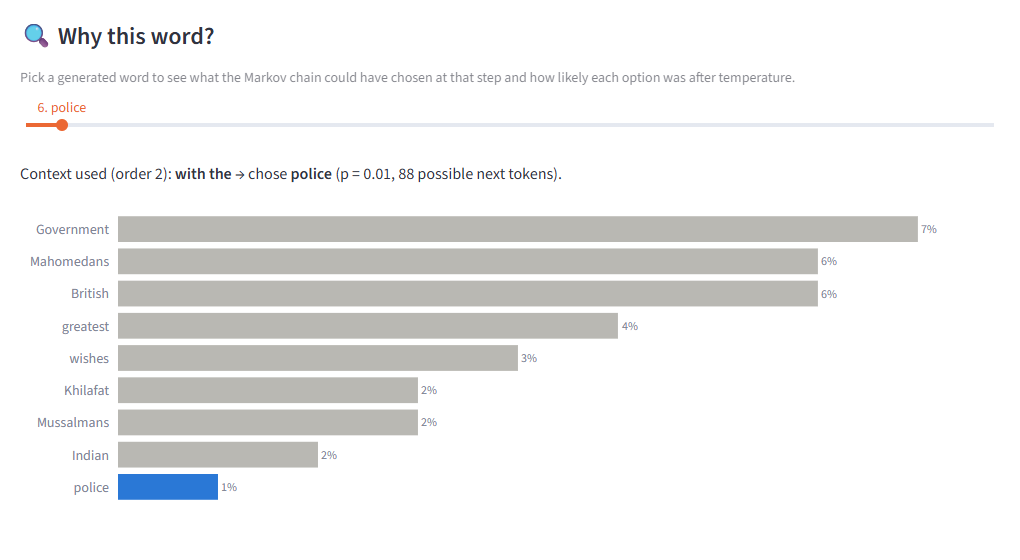 🔍 Why this word?
Pick a generated word to see what the Markov chain could have chosen at that step and how likely each option was after temperature.
6. police
Context used (order 2): with the → chose police (p = 0.01, 88 possible next tokens).
Government 7%
Mahomedans 6%
British 6%
greatest 4%
wishes 3%
Khilafat 2%
Mussalmans 2%
Indian 2%
police 1%